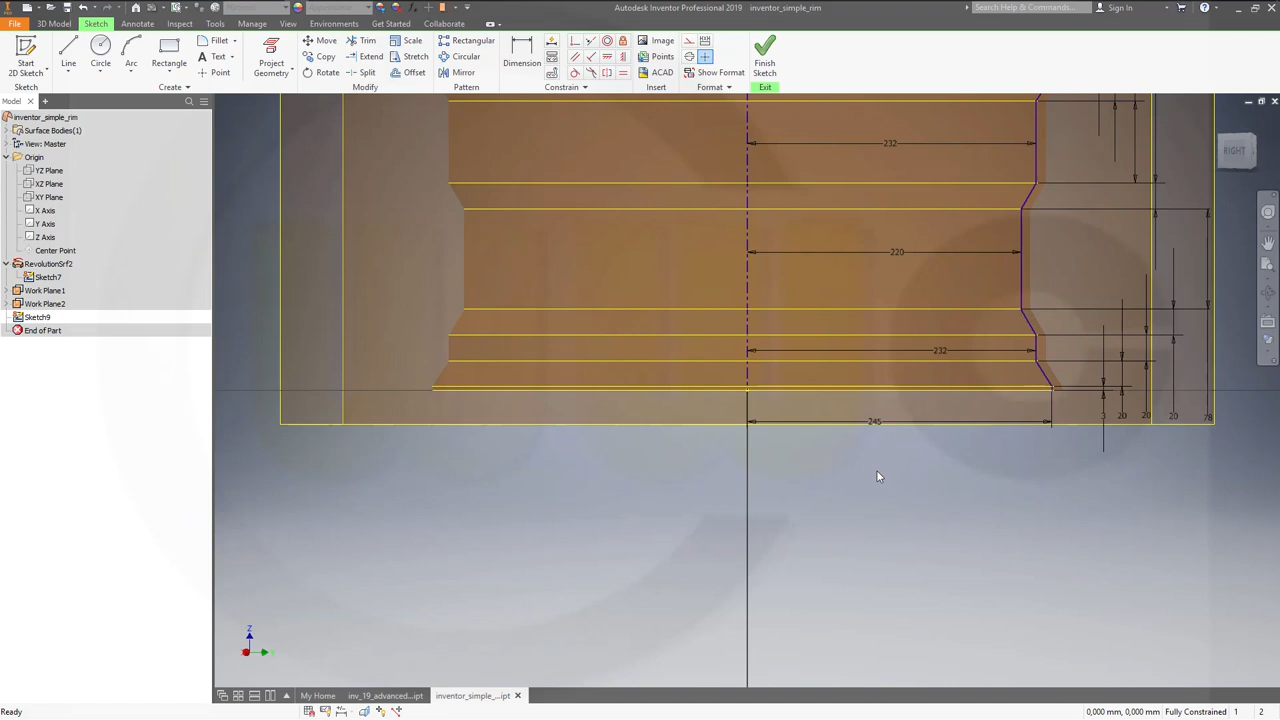 Autodesk Inventor Professional 2019 inventor_simple_rim
Search Help & Commands... Sign In
File 3D Model Sketch Annotate Inspect Tools Manage View Environments Get Started Collaborate
Start
2D Sketch
Line Circle Arc Rectangle
Fillet
Text
Point
Project
Geometry
Move Trim Scale
Copy Extend Stretch
Rotate Split Offset
Rectangular
Circular
Mirror
Dimension
Image
Points
ACAD
Show Format
Finish
Sketch
Sketch Create Modify Pattern Constrain Insert Format Exit
Model
inventor_simple_rim
Surface Bodies(1)
View: Master
Origin
YZ Plane
XZ Plane
XY Plane
X Axis
Y Axis
Z Axis
Center Point
RevolutionSrf2
Sketch7
Work Plane1
Work Plane2
Sketch9
End of Part
RIGHT
232
220
232
245
3 20 20 20 78
Z
My Home inv_19_advanced...ipt inventor_simple_...ipt
Ready 0,000 mm, 0,000 mm Fully Constrained 1 2